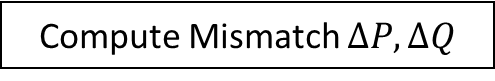 Compute Mismatch Δ𝑃, Δ𝑄